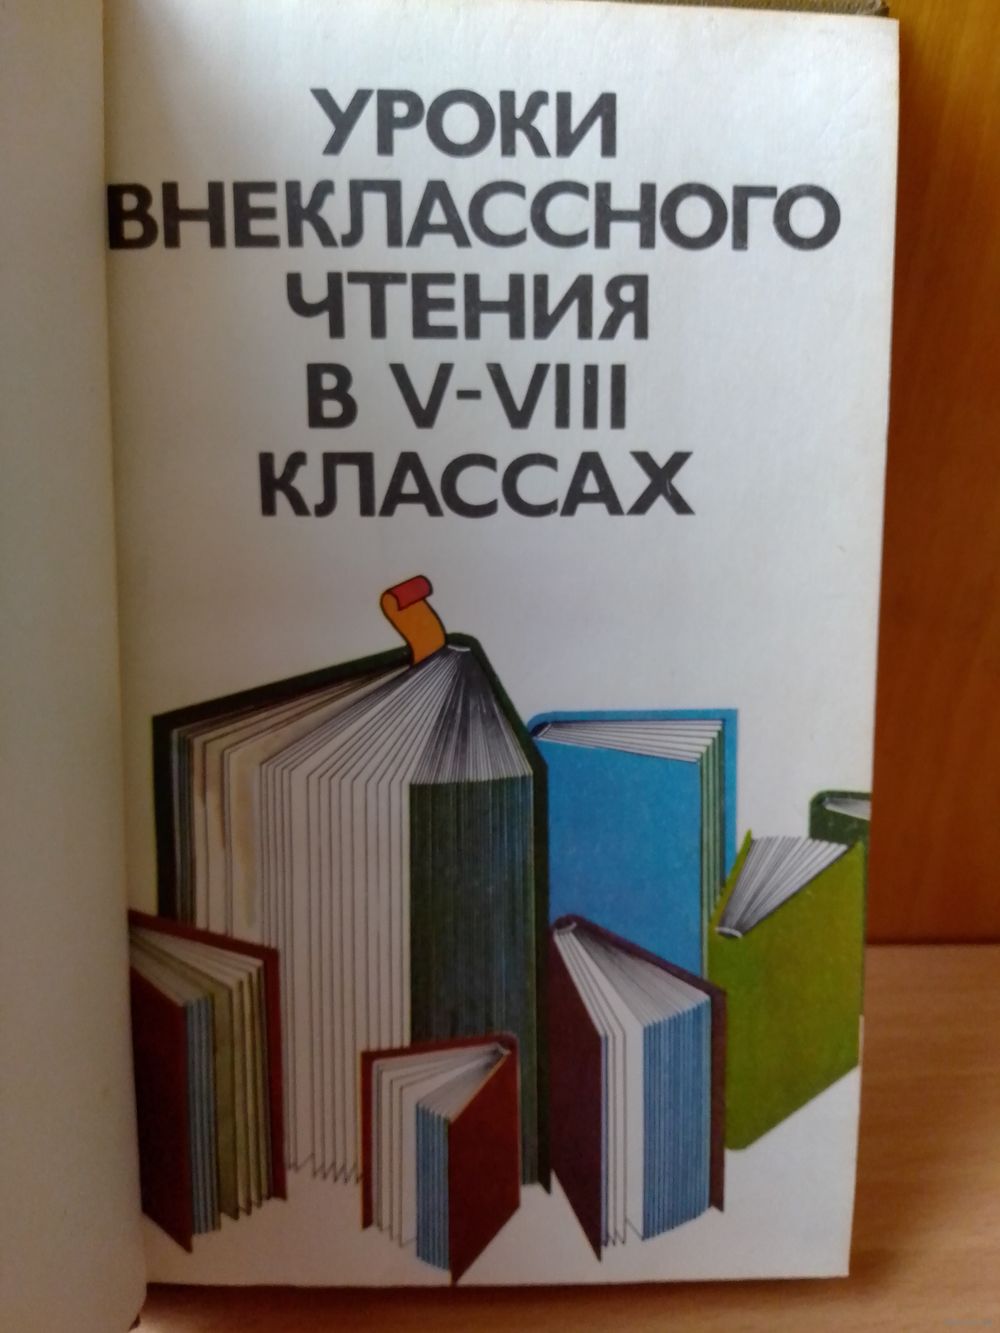 УРОКИ
ВНЕКЛАССНОГО
ЧТЕНИЯ
В V-VIII
КЛАССАХ